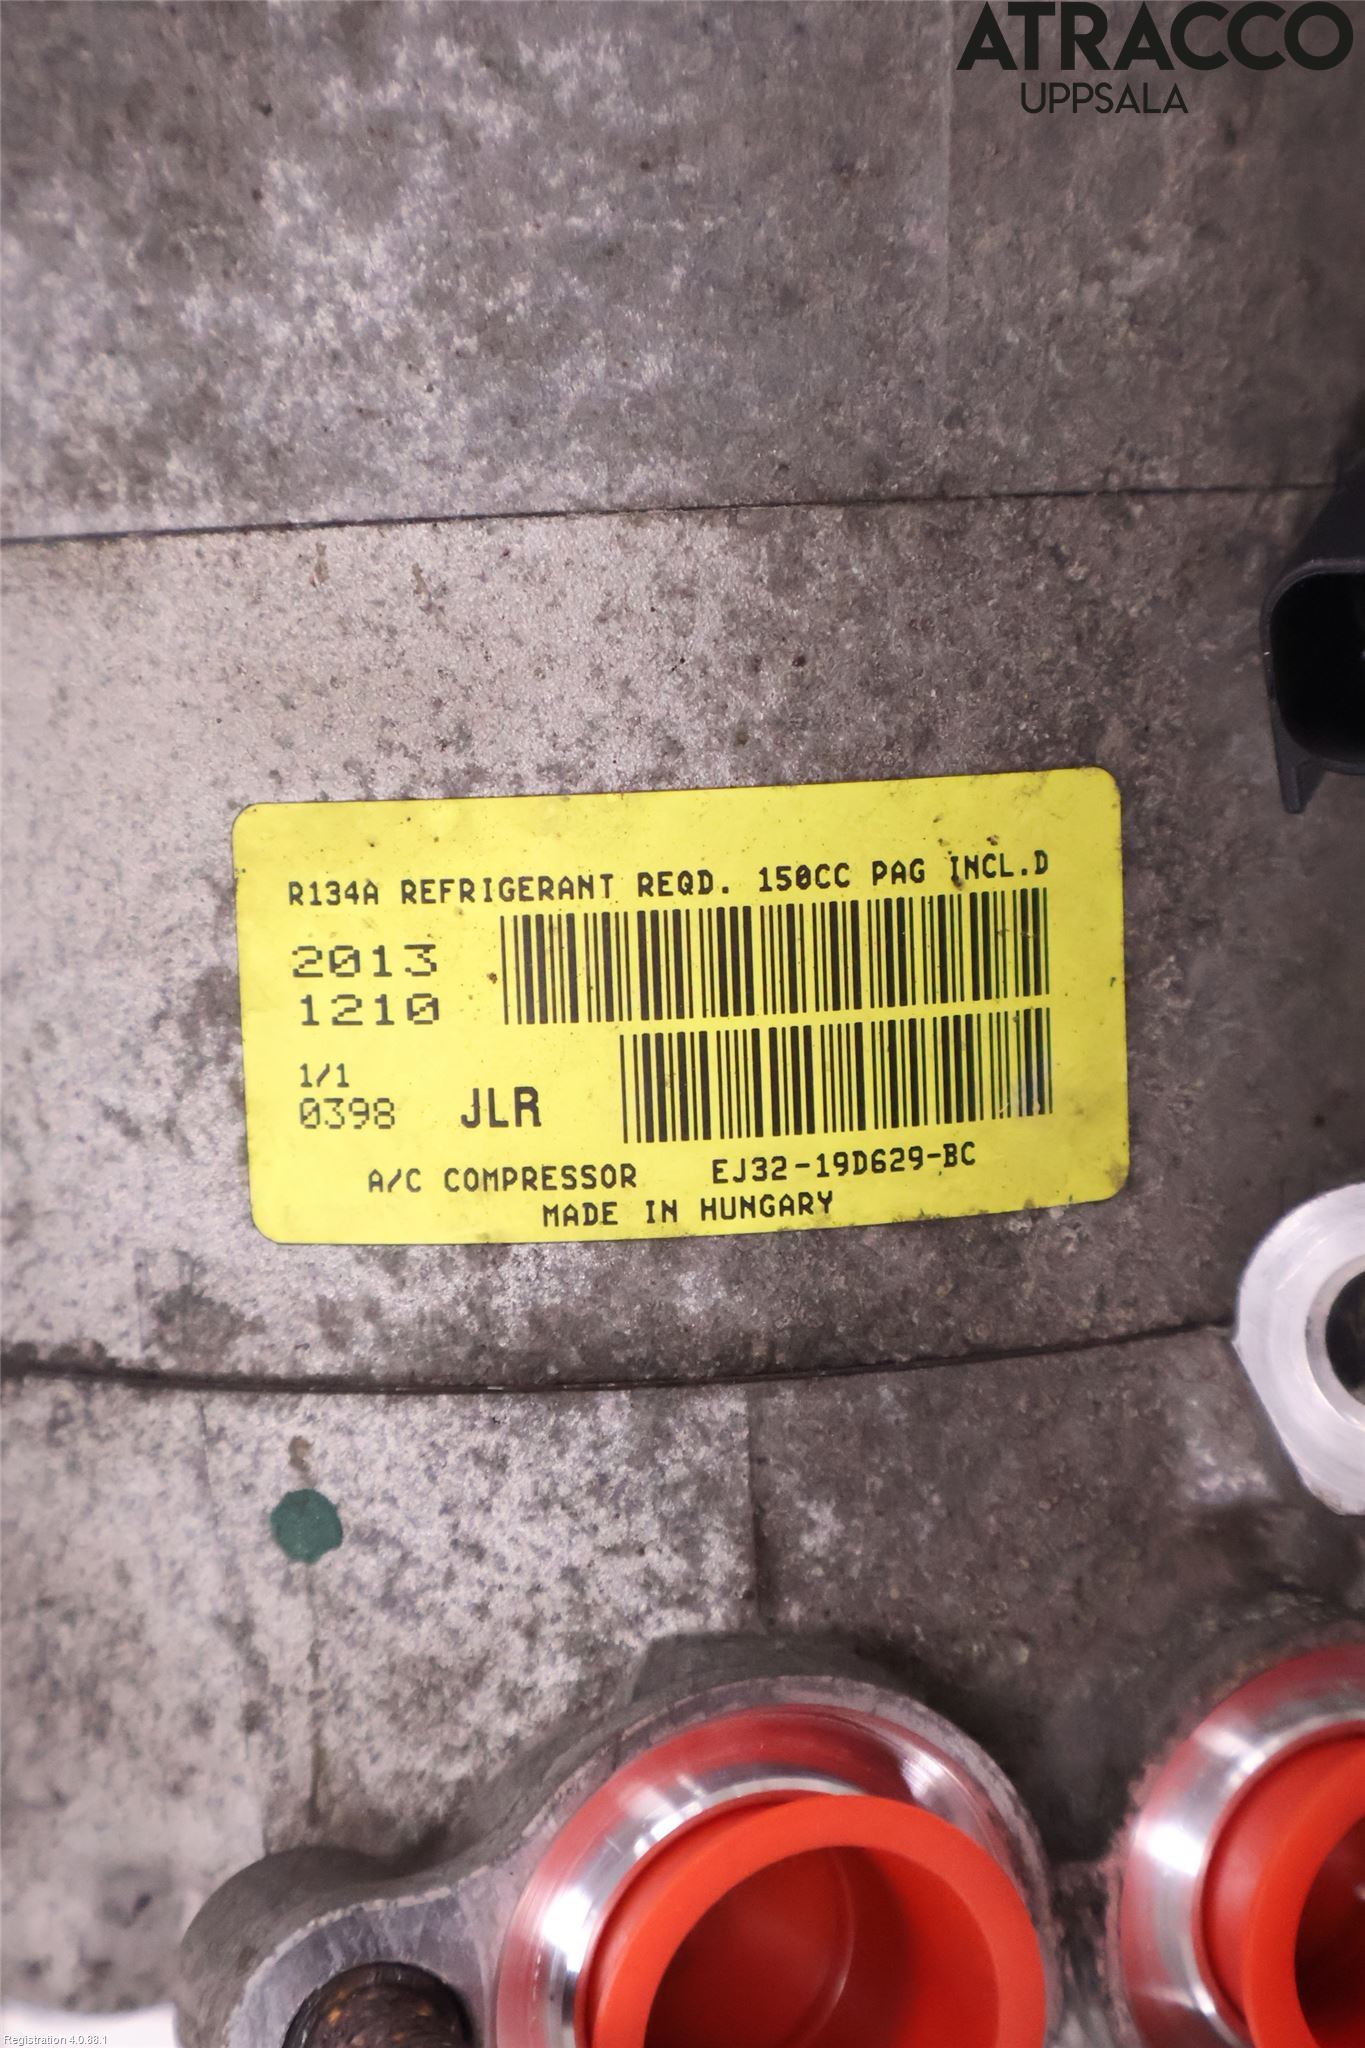 ATRACCO
UPPSALA
R134A REFRIGERANT REQD. 150CC PAG INCL.D
2013
1210
1/1
0398 JLR
A/C COMPRESSOR EJ32-19D629-BC
MADE IN HUNGARY
Registration 4.0.88.1